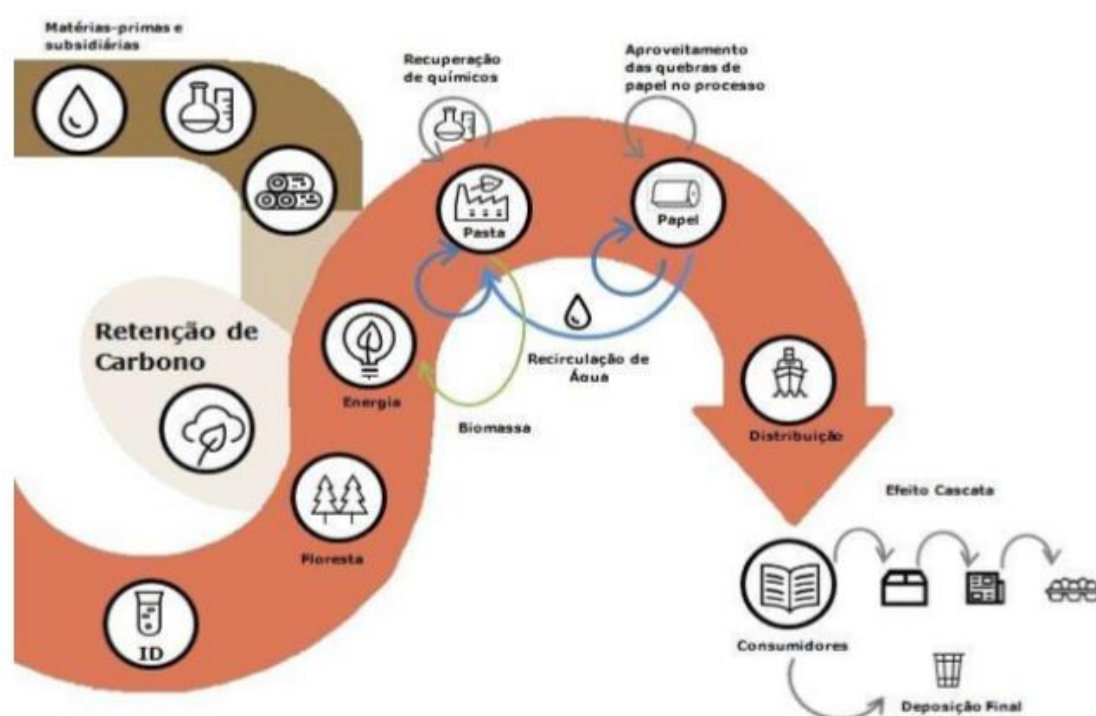 Matérias-primas e
subsidiárias
Recuperação
de químicos
Aproveitamento
das quebras de
papel no processo
Pasta
Papel
Retenção de
Carbono
Energia
Recirculação de
Água
Biomassa
Distribuição
Floresta
Efeito Cascata
ID
Consumidores
Deposição Final